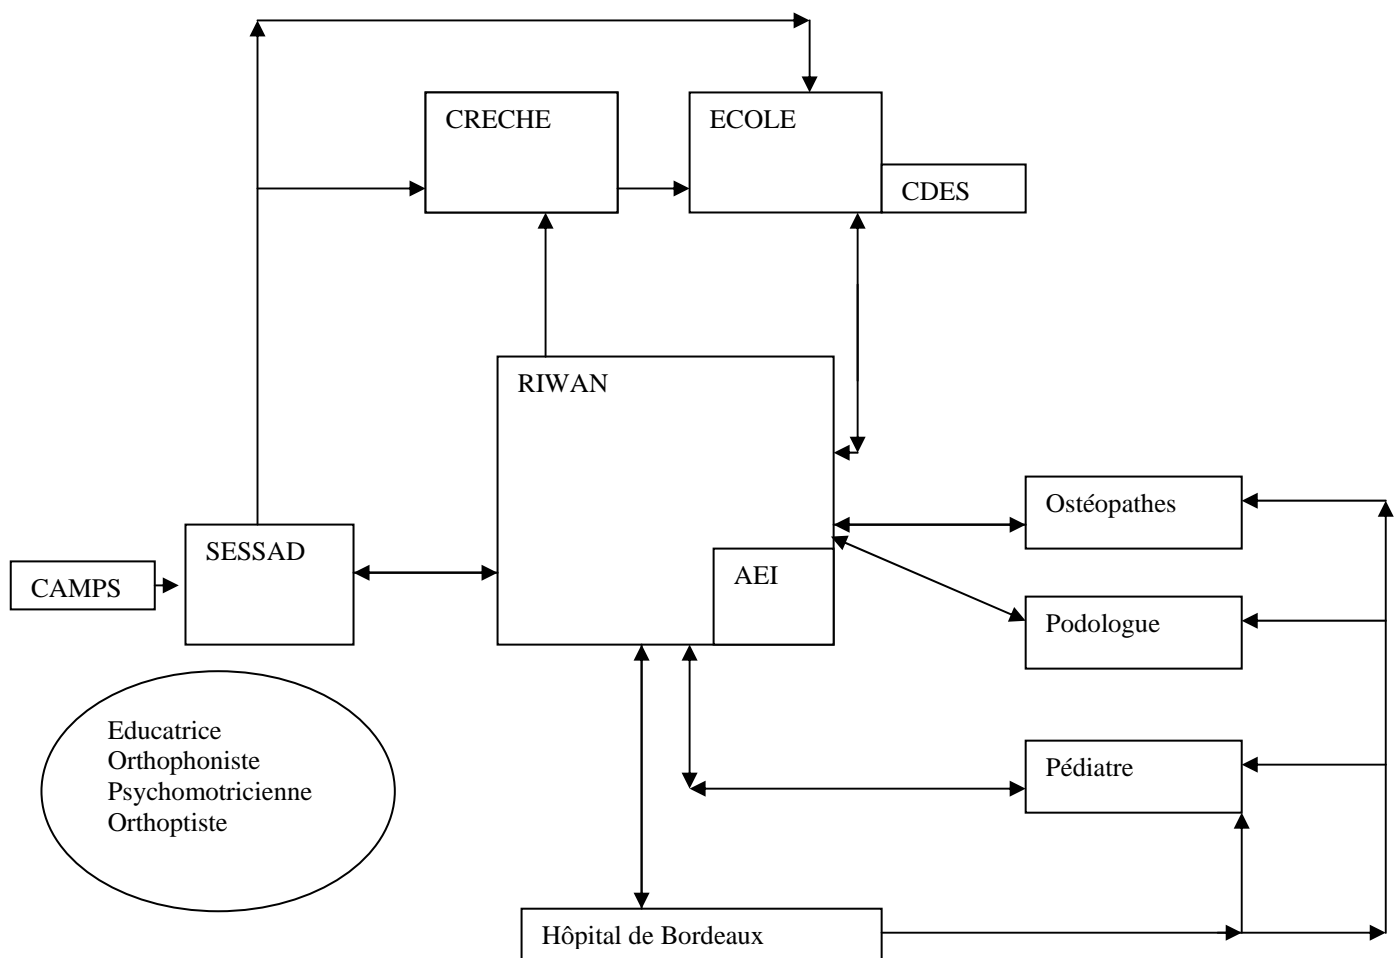 CRECHE
ECOLE
CDES
RIWAN
Ostéopathes
SESSAD
AEI
CAMPS
Podologue
Educatrice
Orthophoniste
Psychomotricienne
Orthoptiste
Pédiatre
Hôpital de Bordeaux